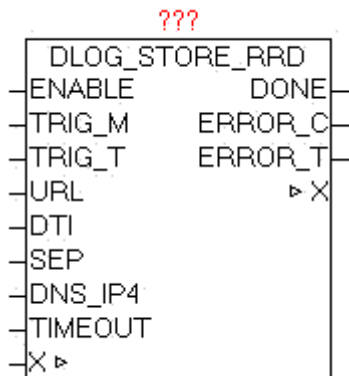 ???
DLOG_STORE_RRD
ENABLE DONE
TRIG_M ERROR_C
TRIG_T ERROR_T
URL ▹ X
DTI
SEP
DNS_IP4
TIMEOUT
X ▹